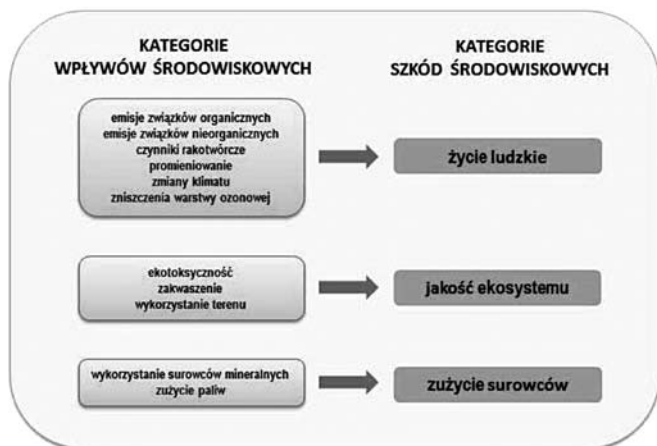 KATEGORIE
WPŁYWÓW ŚRODOWISKOWYCH
KATEGORIE
SZKÓD ŚRODOWISKOWYCH
emisje związków organicznych
emisje związków nieorganicznych
czynniki rakotwórcze
promieniowanie
zmiany klimatu
zniszczenia warstwy ozonowej
życie ludzkie
ekotoksyczność
zakwaszenie
wykorzystanie terenu
jakość ekosystemu
wykorzystanie surowców mineralnych
zużycie paliw
zużycie surowców